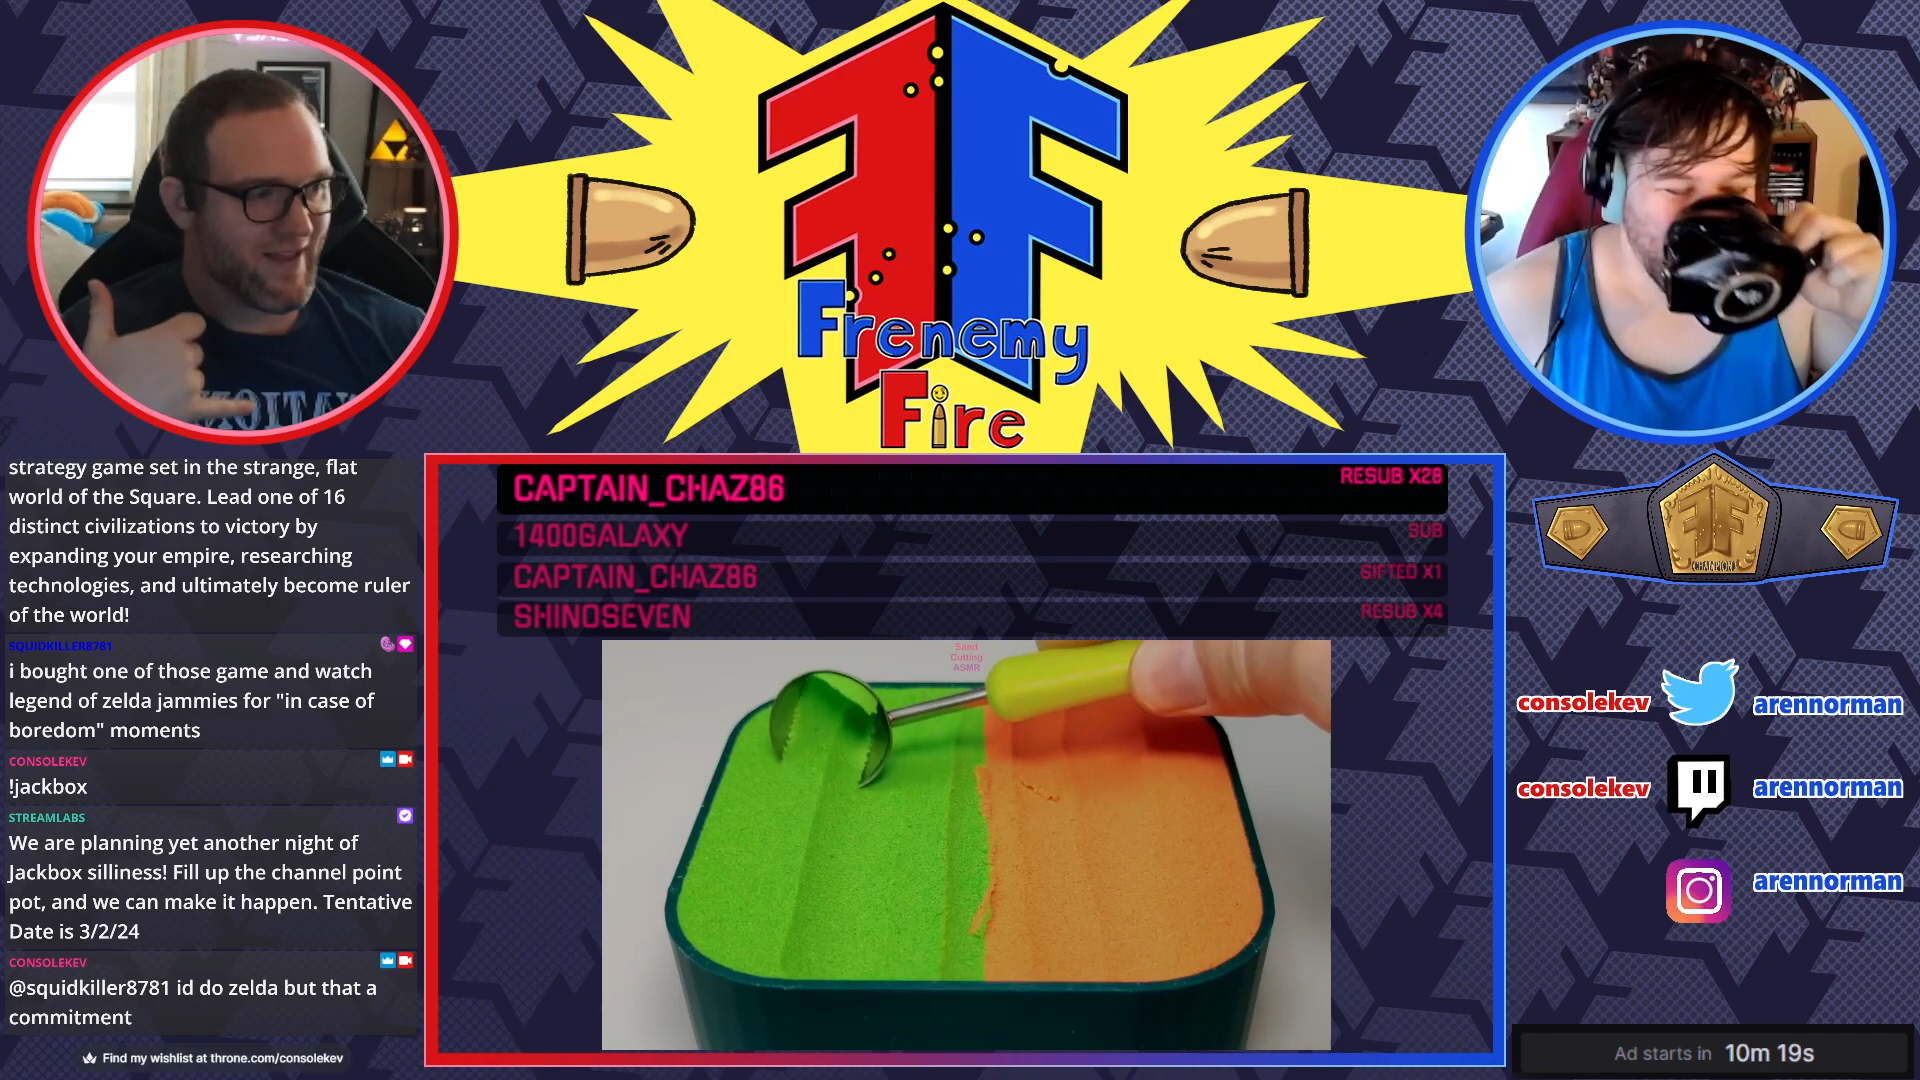 FF
Frenemy
Fire
strategy game set in the strange, flat
world of the Square. Lead one of 16
distinct civilizations to victory by
expanding your empire, researching
technologies, and ultimately become ruler
of the world!
SQUIDKILLER8781
i bought one of those game and watch
legend of zelda jammies for "in case of
boredom" moments
CONSOLEKEV
!jackbox
STREAMLABS
We are planning yet another night of
Jackbox silliness! Fill up the channel point
pot, and we can make it happen. Tentative
Date is 3/2/24
CONSOLEKEV
@squidkiller8781 id do zelda but that a
commitment
Find my wishlist at throne.com/consolekev
CAPTAIN_CHAZ86 RESUB X28
1400GALAXY SUB
CAPTAIN_CHAZ86 GIFTED X1
SHINOSEVEN RESUB X4
Sand
Cutting
ASMR
FF
CHAMPION
consolekev arennorman
consolekev arennorman
arennorman
Ad starts in 10m 19s